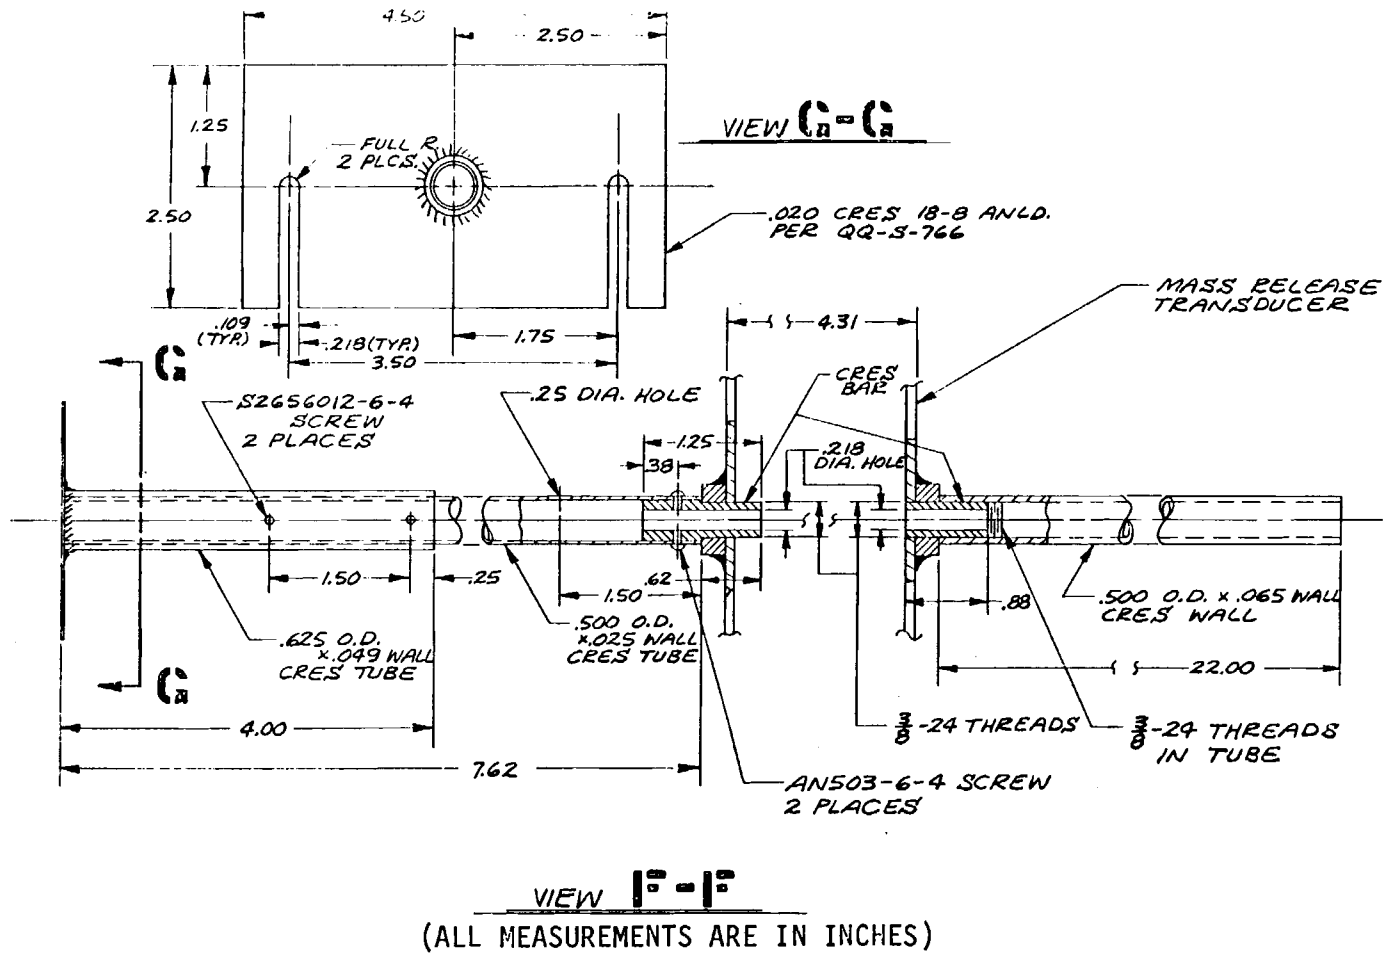 4.50
2.50
1.25
2.50
FULL R.
2 PLCS.
VIEW G-G
.020 CRES 18-8 ANLD.
PER QQ-S-766
.109
(TYP.)
.218(TYP.)
1.75
3.50
4.31
MASS RELEASE
TRANSDUCER
G
S2656012-6-4
SCREW
2 PLACES
.25 DIA. HOLE
CRES
BAR
1.25
.38
.218
DIA. HOLE
1.50
.25
.62
1.50
.88
.625 O.D.
x.049 WALL
CRES TUBE
.500 O.D.
x.025 WALL
CRES TUBE
.500 O.D. x .065 WALL
CRES WALL
G
22.00
4.00
3/8-24 THREADS
3/8-24 THREADS
IN TUBE
7.62
AN503-6-4 SCREW
2 PLACES
VIEW F-F
(ALL MEASUREMENTS ARE IN INCHES)